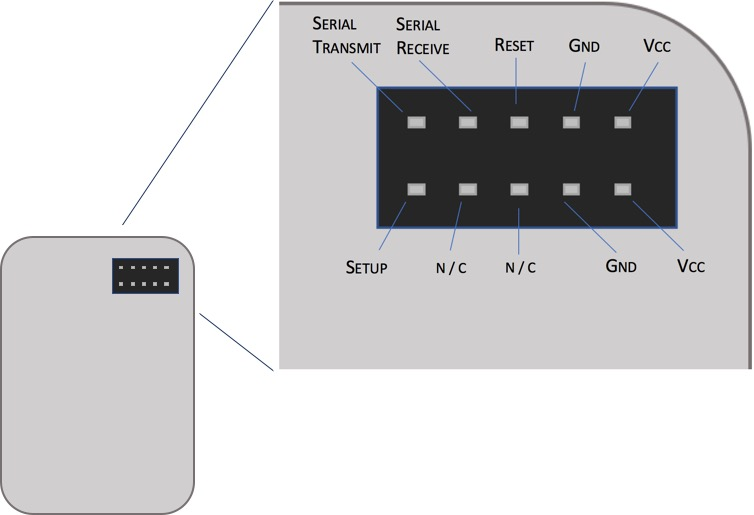 SERIAL TRANSMIT
SERIAL RECEIVE
RESET
GND
VCC
SETUP
N/C
N/C
GND
VCC